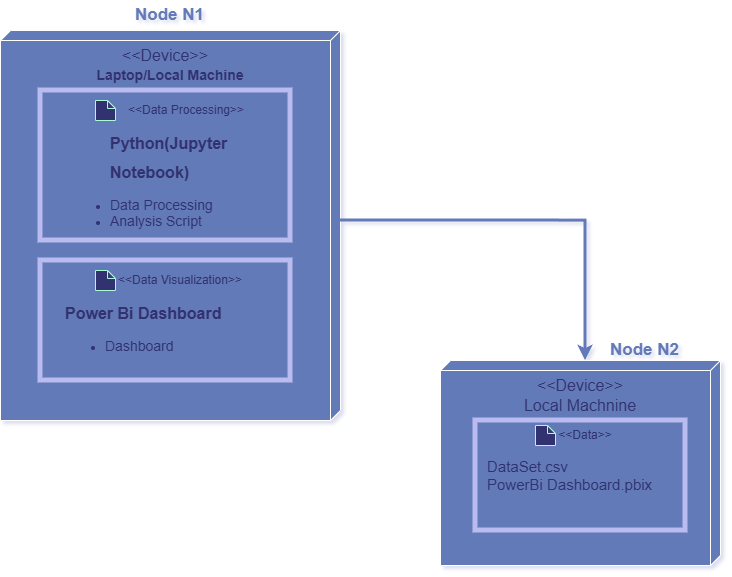 Node N1
<<Device>>
Laptop/Local Machine
<<Data Processing>>
Python(Jupyter
Notebook)
Data Processing
Analysis Script
<<Data Visualization>>
Power Bi Dashboard
Dashboard
Node N2
<<Device>>
Local Machnine
<<Data>>
DataSet.csv
PowerBi Dashboard.pbix